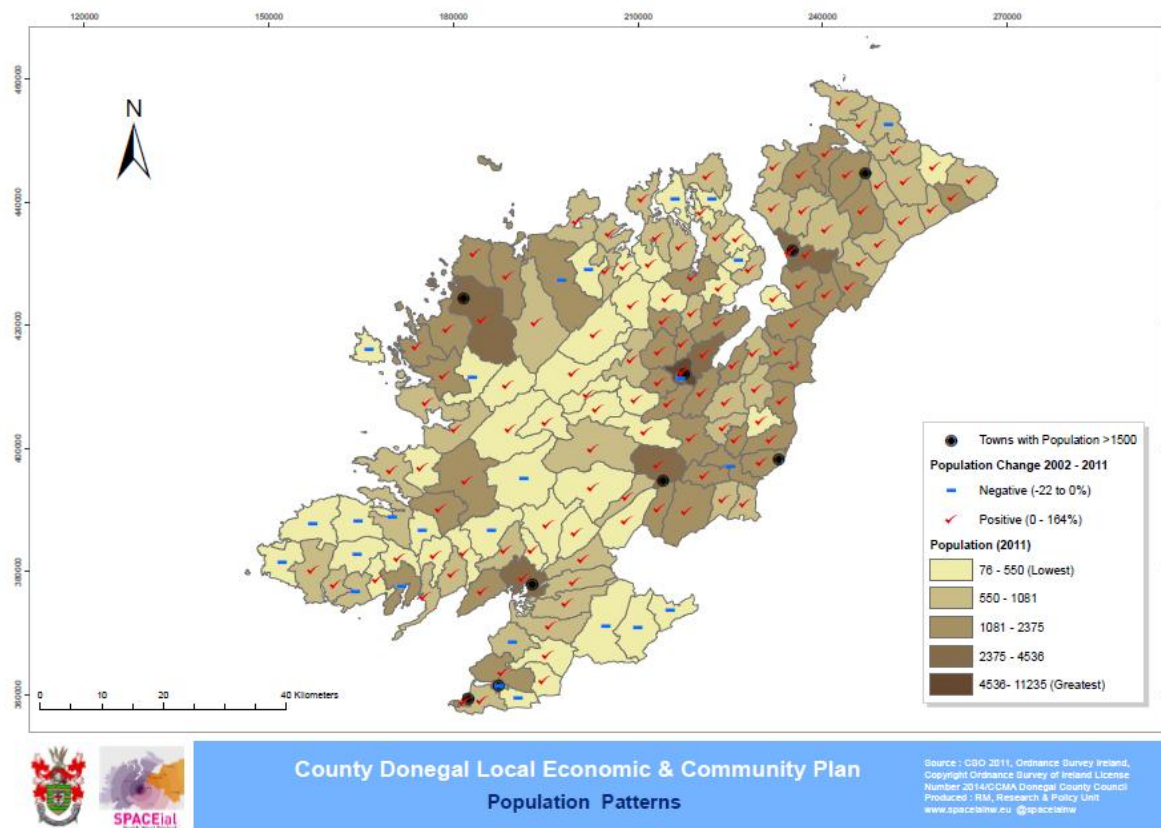 120000 150000 180000 210000 240000 270000
460000
440000
420000
400000
380000
360000
N
0 10 20 40 Kilometers
Towns with Population >1500
Population Change 2002 - 2011
Negative (-22 to 0%)
Positive (0 - 164%)
Population (2011)
76 - 550 (Lowest)
550 - 1081
1081 - 2375
2375 - 4536
4536- 11235 (Greatest)
SPACEial
County Donegal Local Economic & Community Plan
Population Patterns
Source : CSO 2011, Ordnance Survey Ireland,
Copyright Ordnance Survey of Ireland License
Number 2014/CCMA Donegal County Council
Produced : RM, Research & Policy Unit
www.spaceialnw.eu @spaceialnw